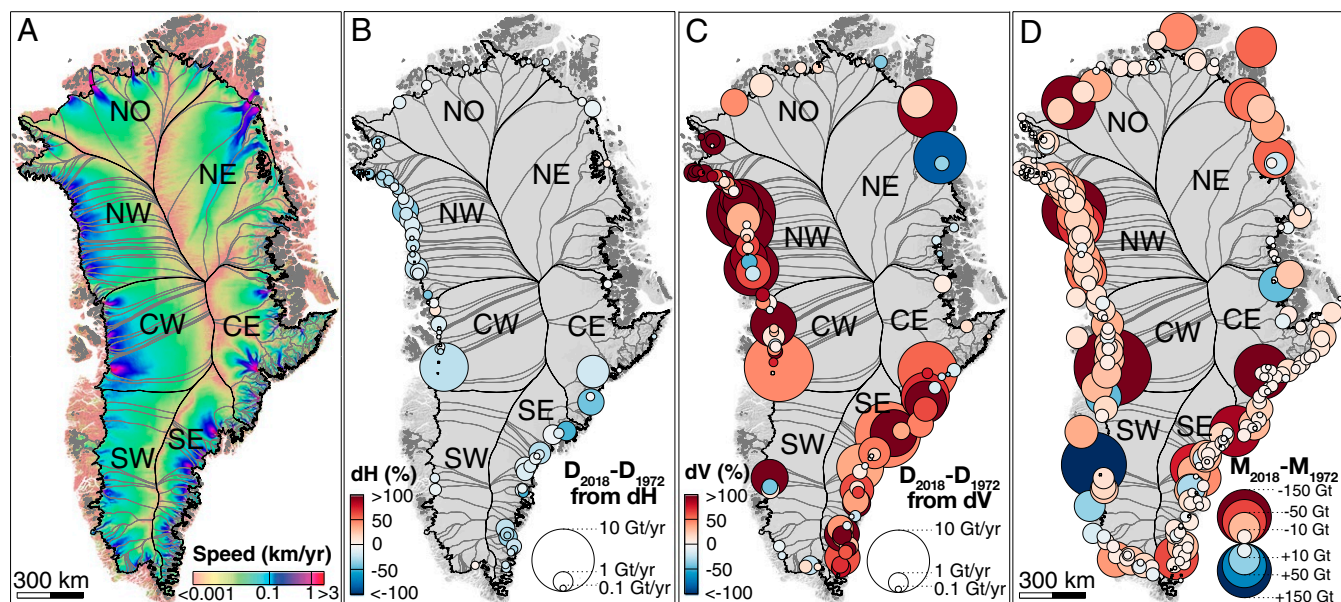 A
NO
NE
NW
CW
CE
SE
SW
Speed (km/yr)
<0.001 0.1 1 >3
300 km
B
NO
NE
NW
CW
CE
SE
SW
dH (%)
>100
50
0
50
<-100
D2018-D1972
from dH
10 Gt/yr
1 Gt/yr
0.1 Gt/yr
C
NO
NE
NW
CW
CE
SE
SW
dV (%)
>100
50
0
50
<-100
D2018-D1972
from dV
10 Gt/yr
1 Gt/yr
0.1 Gt/yr
D
NO
NE
NW
CW
CE
SE
SW
M2018-M1972
-150 Gt
-50 Gt
-10 Gt
+10 Gt
+50 Gt
+150 Gt
300 km